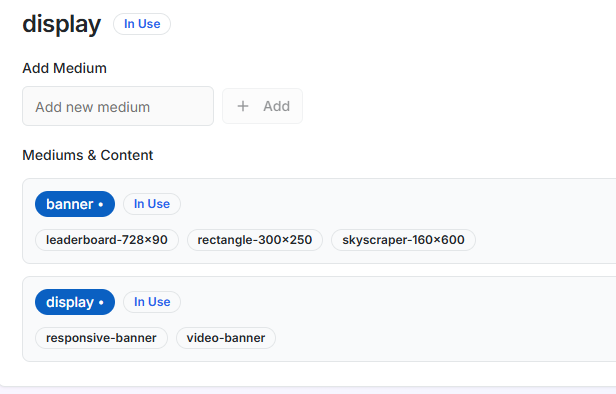 display In Use
Add Medium
Add new medium + Add
Mediums & Content
banner • In Use
leaderboard-728×90 rectangle-300×250 skyscraper-160×600
display • In Use
responsive-banner video-banner